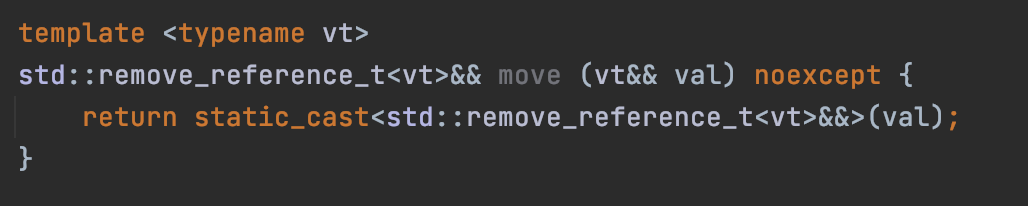 template <typename vt>
std::remove_reference_t<vt>&& move (vt&& val) noexcept {
    return static_cast<std::remove_reference_t<vt>&&>(val);
}